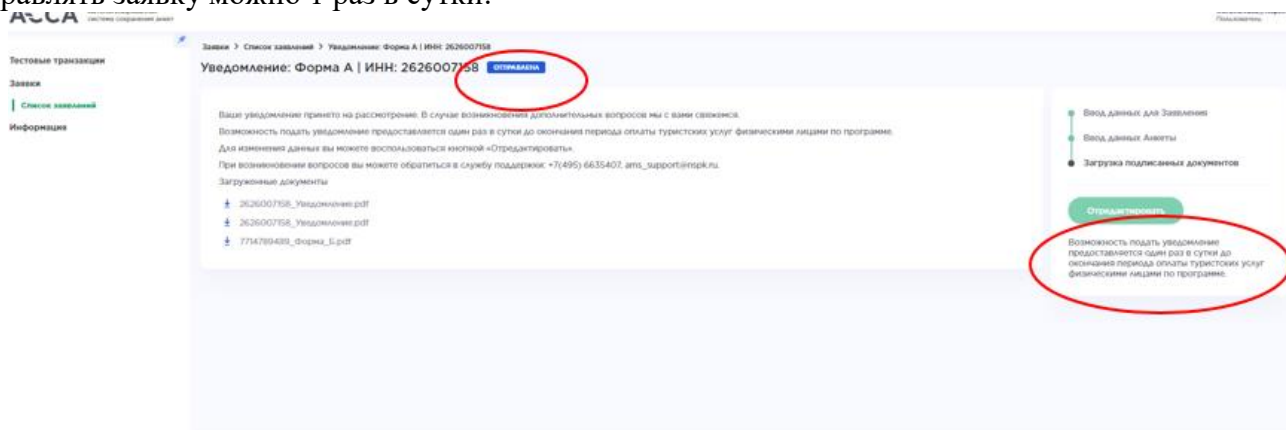 равлять заявку можно 1 раз в сутки.
АССА
система сохранения анкет
Пользователь
Тестовые транзакции
Заявки
Список заявлений
Информация
Заявки > Список заявлений > Уведомление: Форма А | ИНН: 2626007158
Уведомление: Форма А | ИНН: 2626007158 ОТПРАВЛЕНА
Ваше уведомление принято на рассмотрение. В случае возникновения дополнительных вопросов мы с вами свяжемся.
Возможность подать уведомление предоставляется один раз в сутки до окончания периода оплаты туристских услуг физическими лицами по программе.
Для изменения данных вы можете воспользоваться кнопкой «Отредактировать».
При возникновении вопросов вы можете обратиться в службу поддержки: +7(495) 6635407, ams_support@nspk.ru.
Загруженные документы
2626007158_Уведомление.pdf
2626007158_Уведомление.pdf
7714789489_Форма_Б.pdf
Ввод данных для Заявления
Ввод данных Анкеты
Загрузка подписанных документов
Отредактировать
Возможность подать уведомление
предоставляется один раз в сутки до
окончания периода оплаты туристских услуг
физическими лицами по программе.